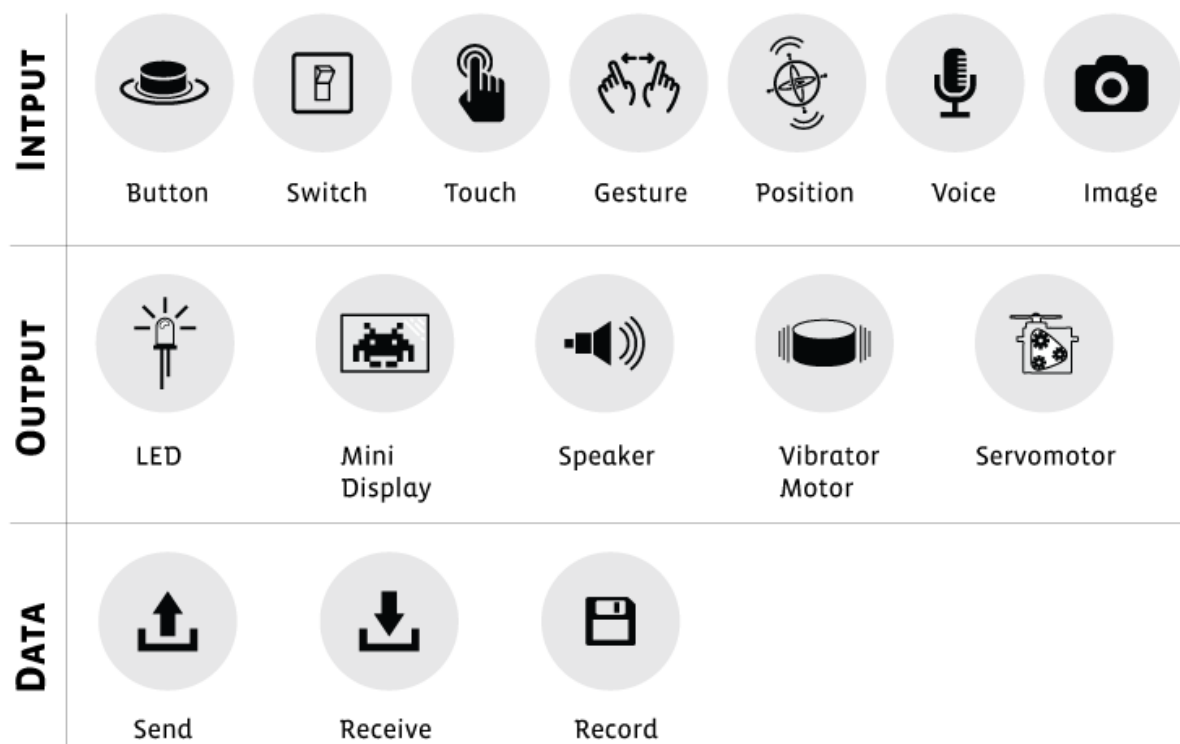 INTPUT
Button Switch Touch Gesture Position Voice Image
OUTPUT
LED Mini Display Speaker Vibrator Motor Servomotor
DATA
Send Receive Record